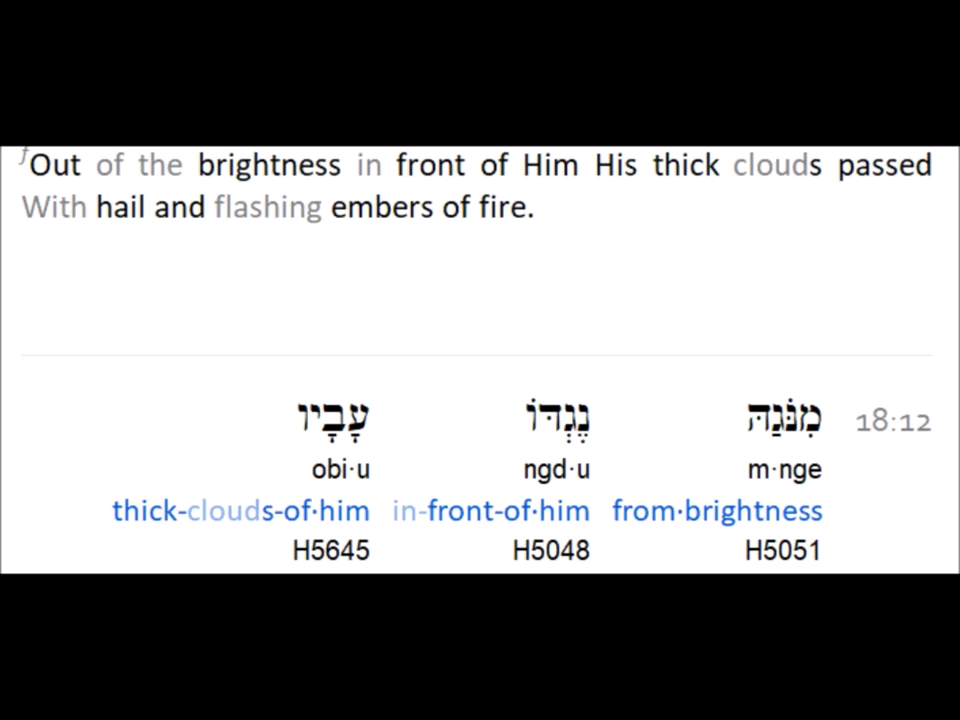 fOut of the brightness in front of Him His thick clouds passed
With hail and flashing embers of fire.
עָבָיו נֶגְדּוֹ מִנֹּגַהּ 18:12
obi·u ngd·u m·nge
thick-clouds-of·him in-front-of·him from·brightness
H5645 H5048 H5051